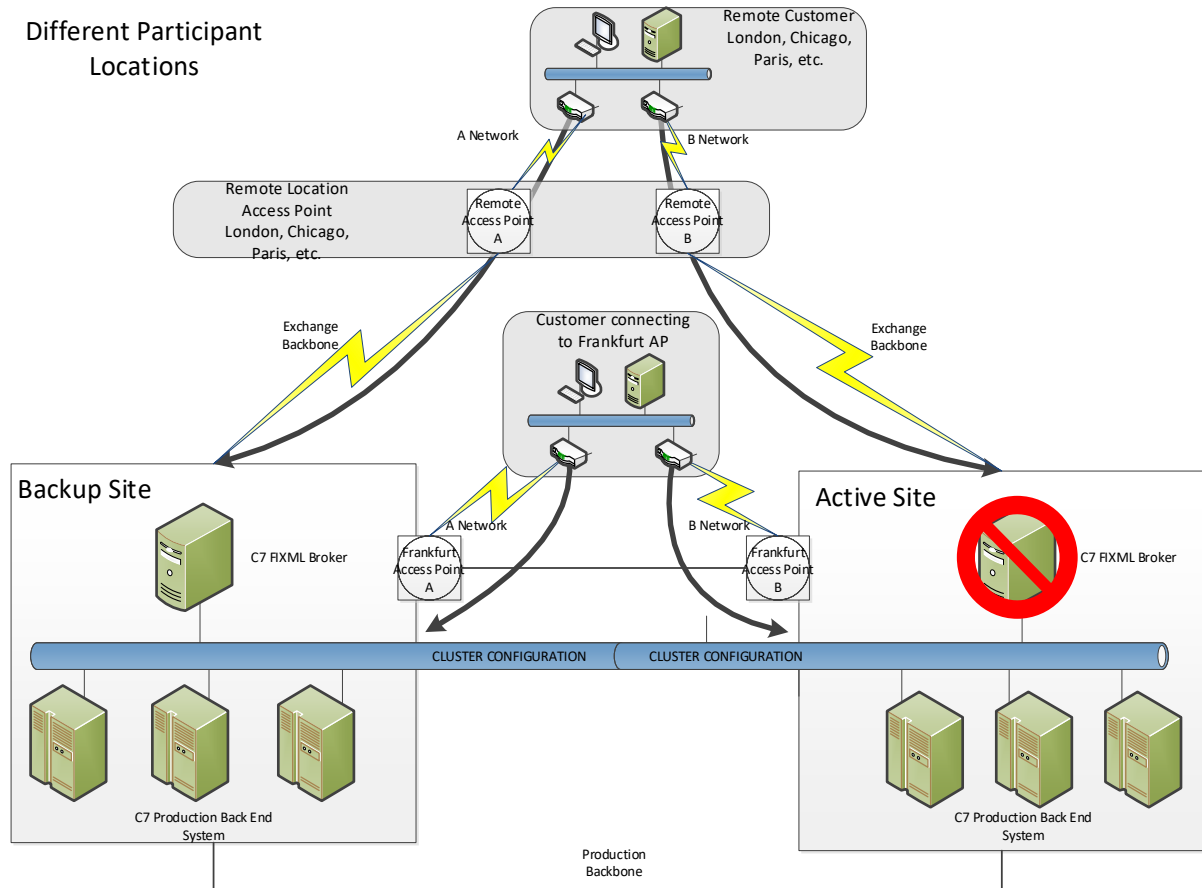 Different Participant
Locations
Remote Customer
London, Chicago,
Paris, etc.
A Network
B Network
Remote Location
Access Point
London, Chicago,
Paris, etc.
Remote
Access Point
A
Remote
Access Point
B
Exchange
Backbone
Customer connecting
to Frankfurt AP
Exchange
Backbone
Backup Site
C7 FIXML Broker
A Network
B Network
Frankfurt
Access Point
A
Frankfurt
Access Point
B
Active Site
C7 FIXML Broker
CLUSTER CONFIGURATION
CLUSTER CONFIGURATION
C7 Production Back End
System
C7 Production Back End
System
Production
Backbone